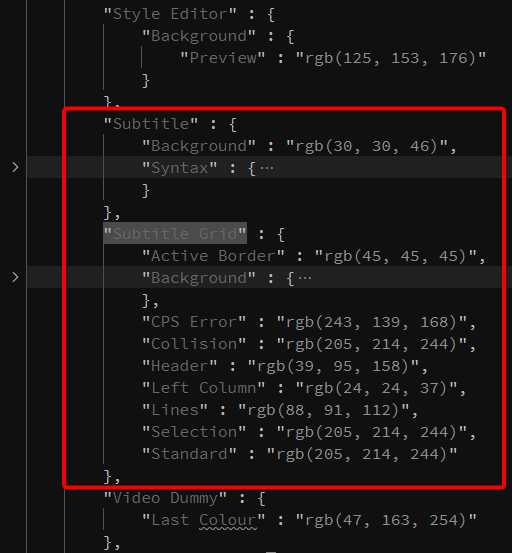 "Style Editor" : {
"Background" : {
"Preview" : "rgb(125, 153, 176)"
}
},
"Subtitle" : {
"Background" : "rgb(30, 30, 46)",
"Syntax" : {⋯
}
},
"Subtitle Grid" : {
"Active Border" : "rgb(45, 45, 45)",
"Background" : {⋯
},
"CPS Error" : "rgb(243, 139, 168)",
"Collision" : "rgb(205, 214, 244)",
"Header" : "rgb(39, 95, 158)",
"Left Column" : "rgb(24, 24, 37)",
"Lines" : "rgb(88, 91, 112)",
"Selection" : "rgb(205, 214, 244)",
"Standard" : "rgb(205, 214, 244)"
},
"Video Dummy" : {
"Last Colour" : "rgb(47, 163, 254)"
},